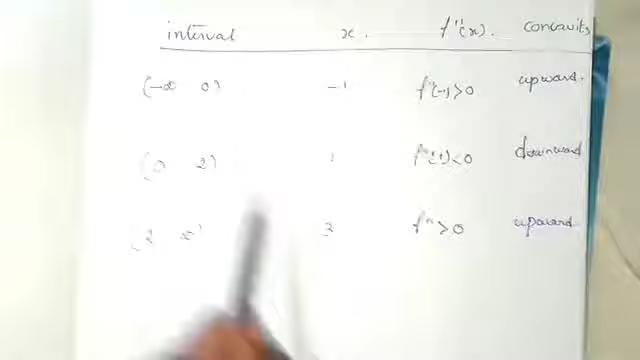 interval x. f''(x). concavity
(-∞ 0) -1 f''(-1)>0 upward.
(0 2) 1 f''(1)<0 downward
(2 ∞) 3 f''>0 upward.